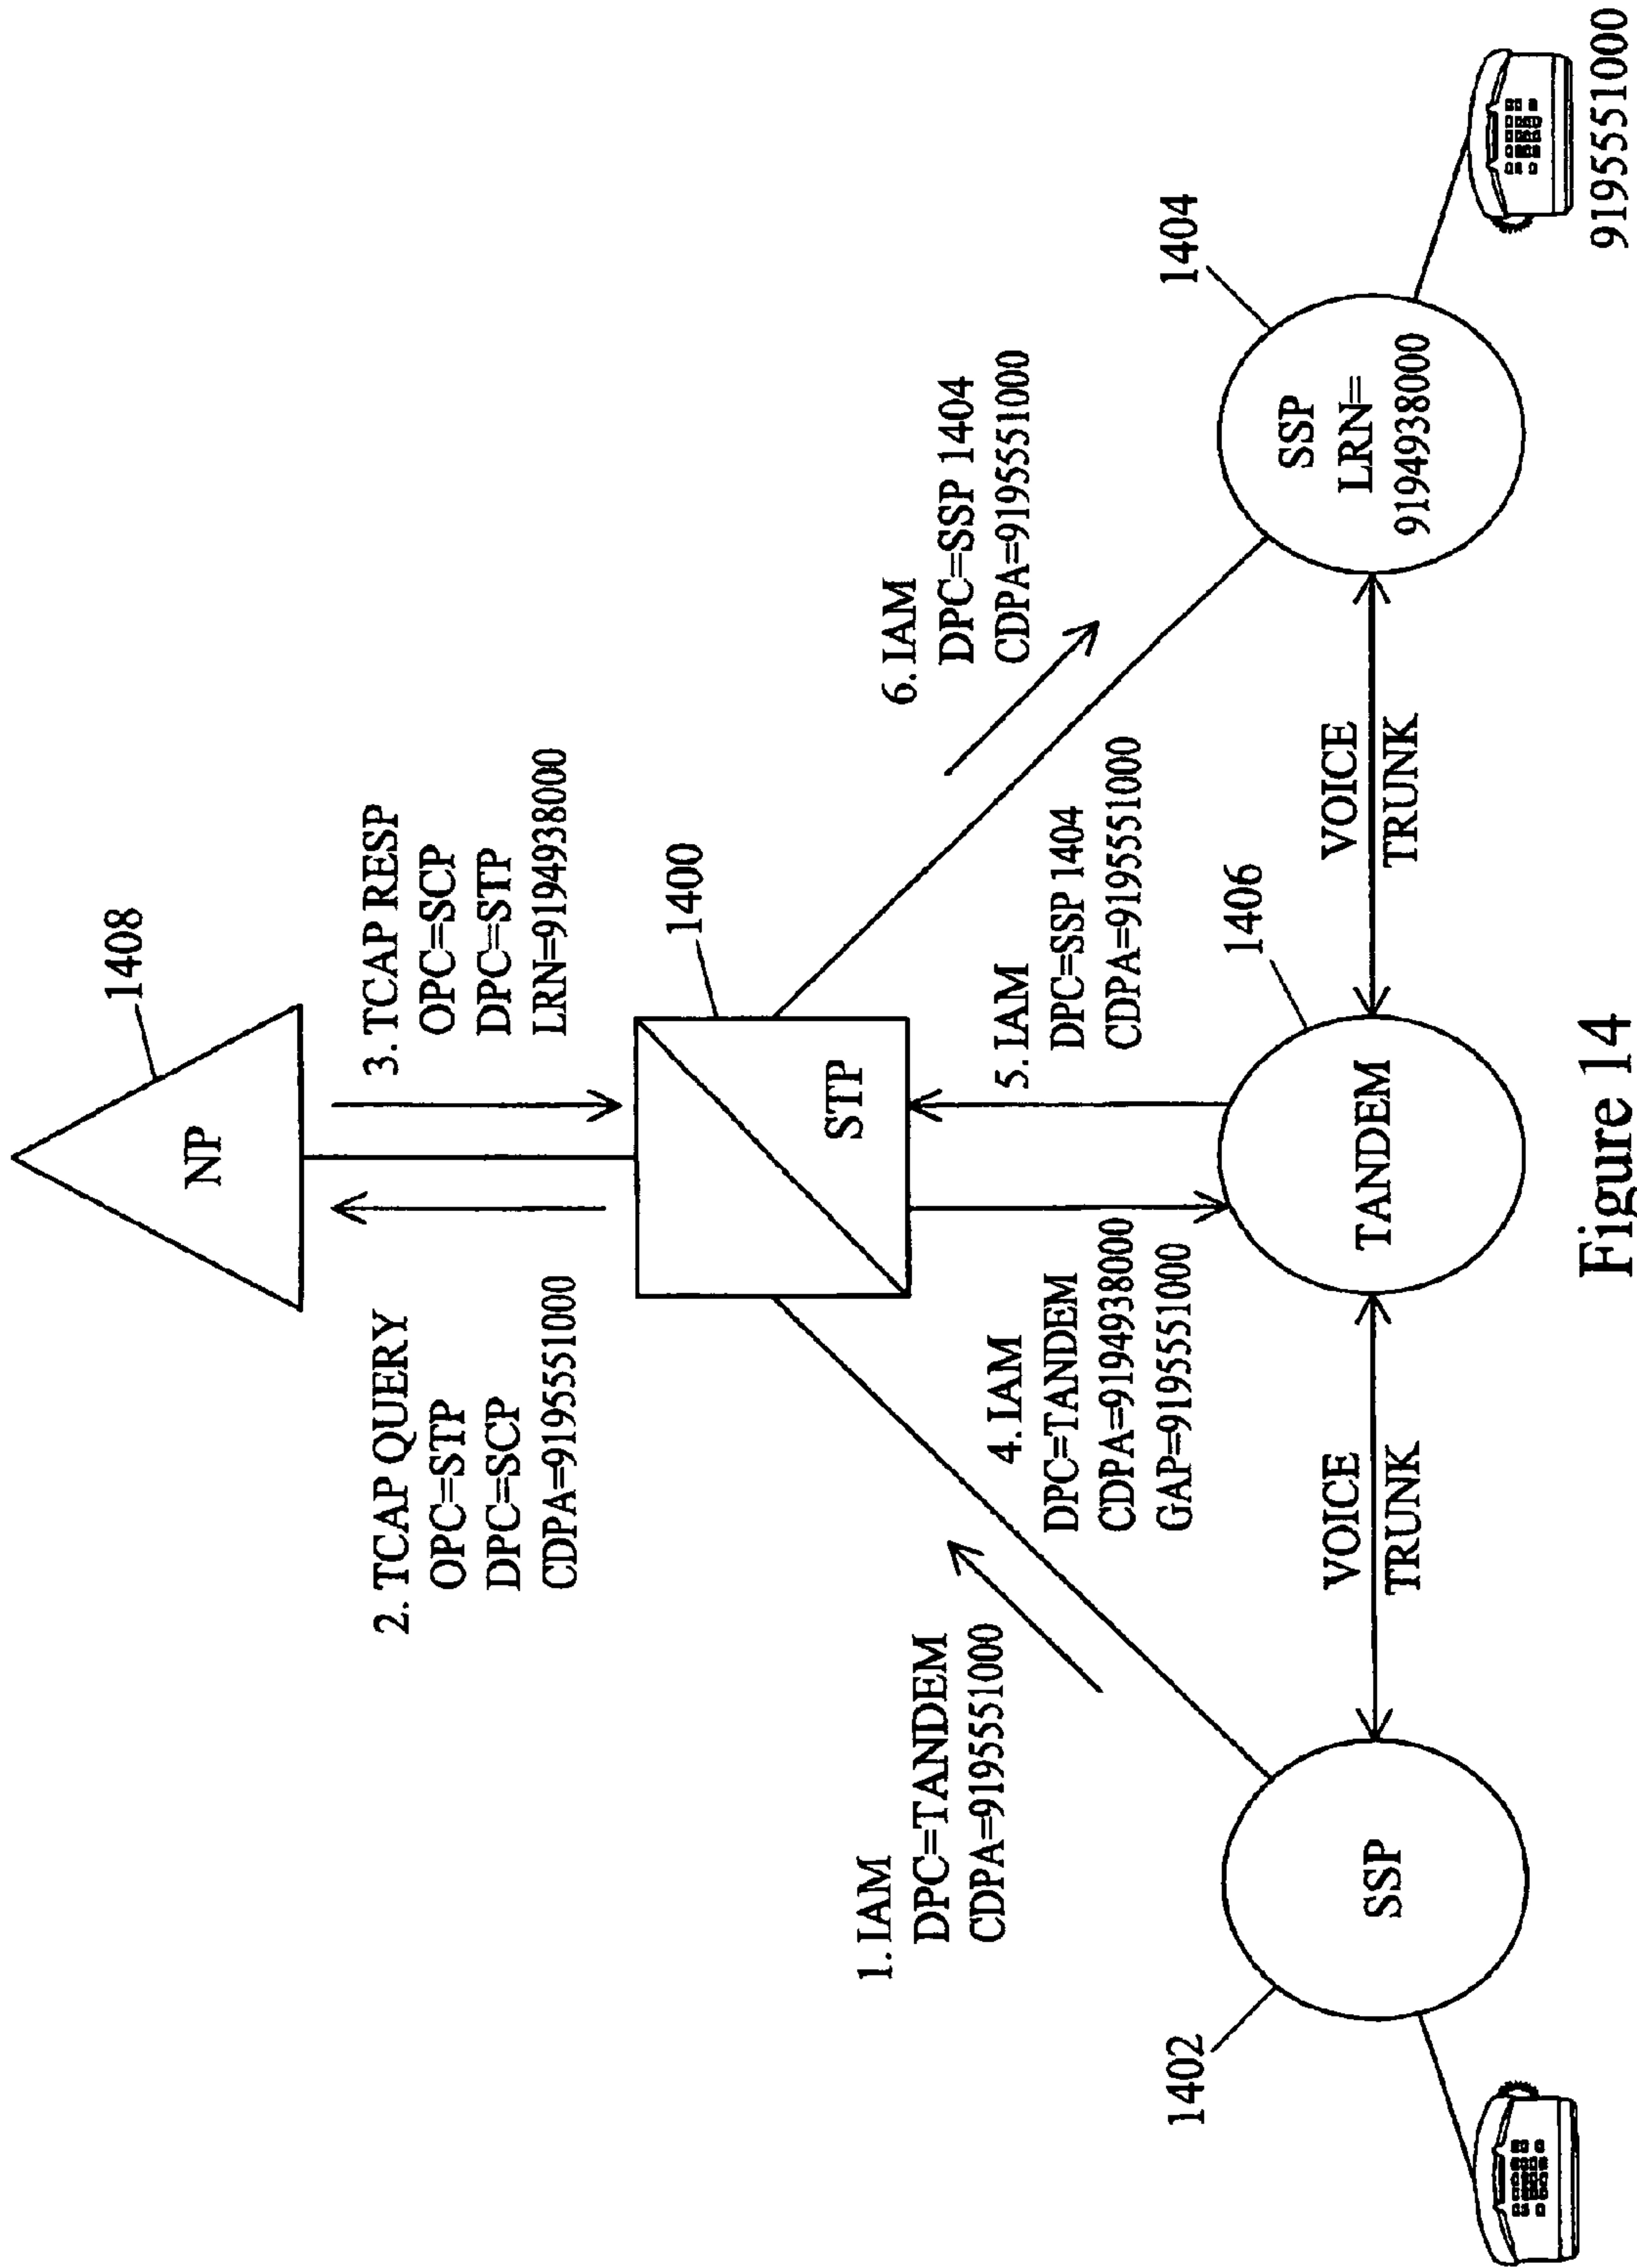 1408
NP
2. TCAP QUERY
OPC=STP
DPC=SCP
CDPA=9195551000
3. TCAP RESP
OPC=SCP
DPC=STP
LRN=9194938000
1400
STP
1. IAM
DPC=TANDEM
CDPA=9195551000
4. IAM
DPC=TANDEM
CDPA=9194938000
GAP=9195551000
5. IAM
DPC=SSP 1404
CDPA=9195551000
6. IAM
DPC=SSP 1404
CDPA=9195551000
1402
SSP
VOICE
TRUNK
1406
TANDEM
VOICE
TRUNK
1404
SSP
LRN=
9194938000
9195551000
Figure 14